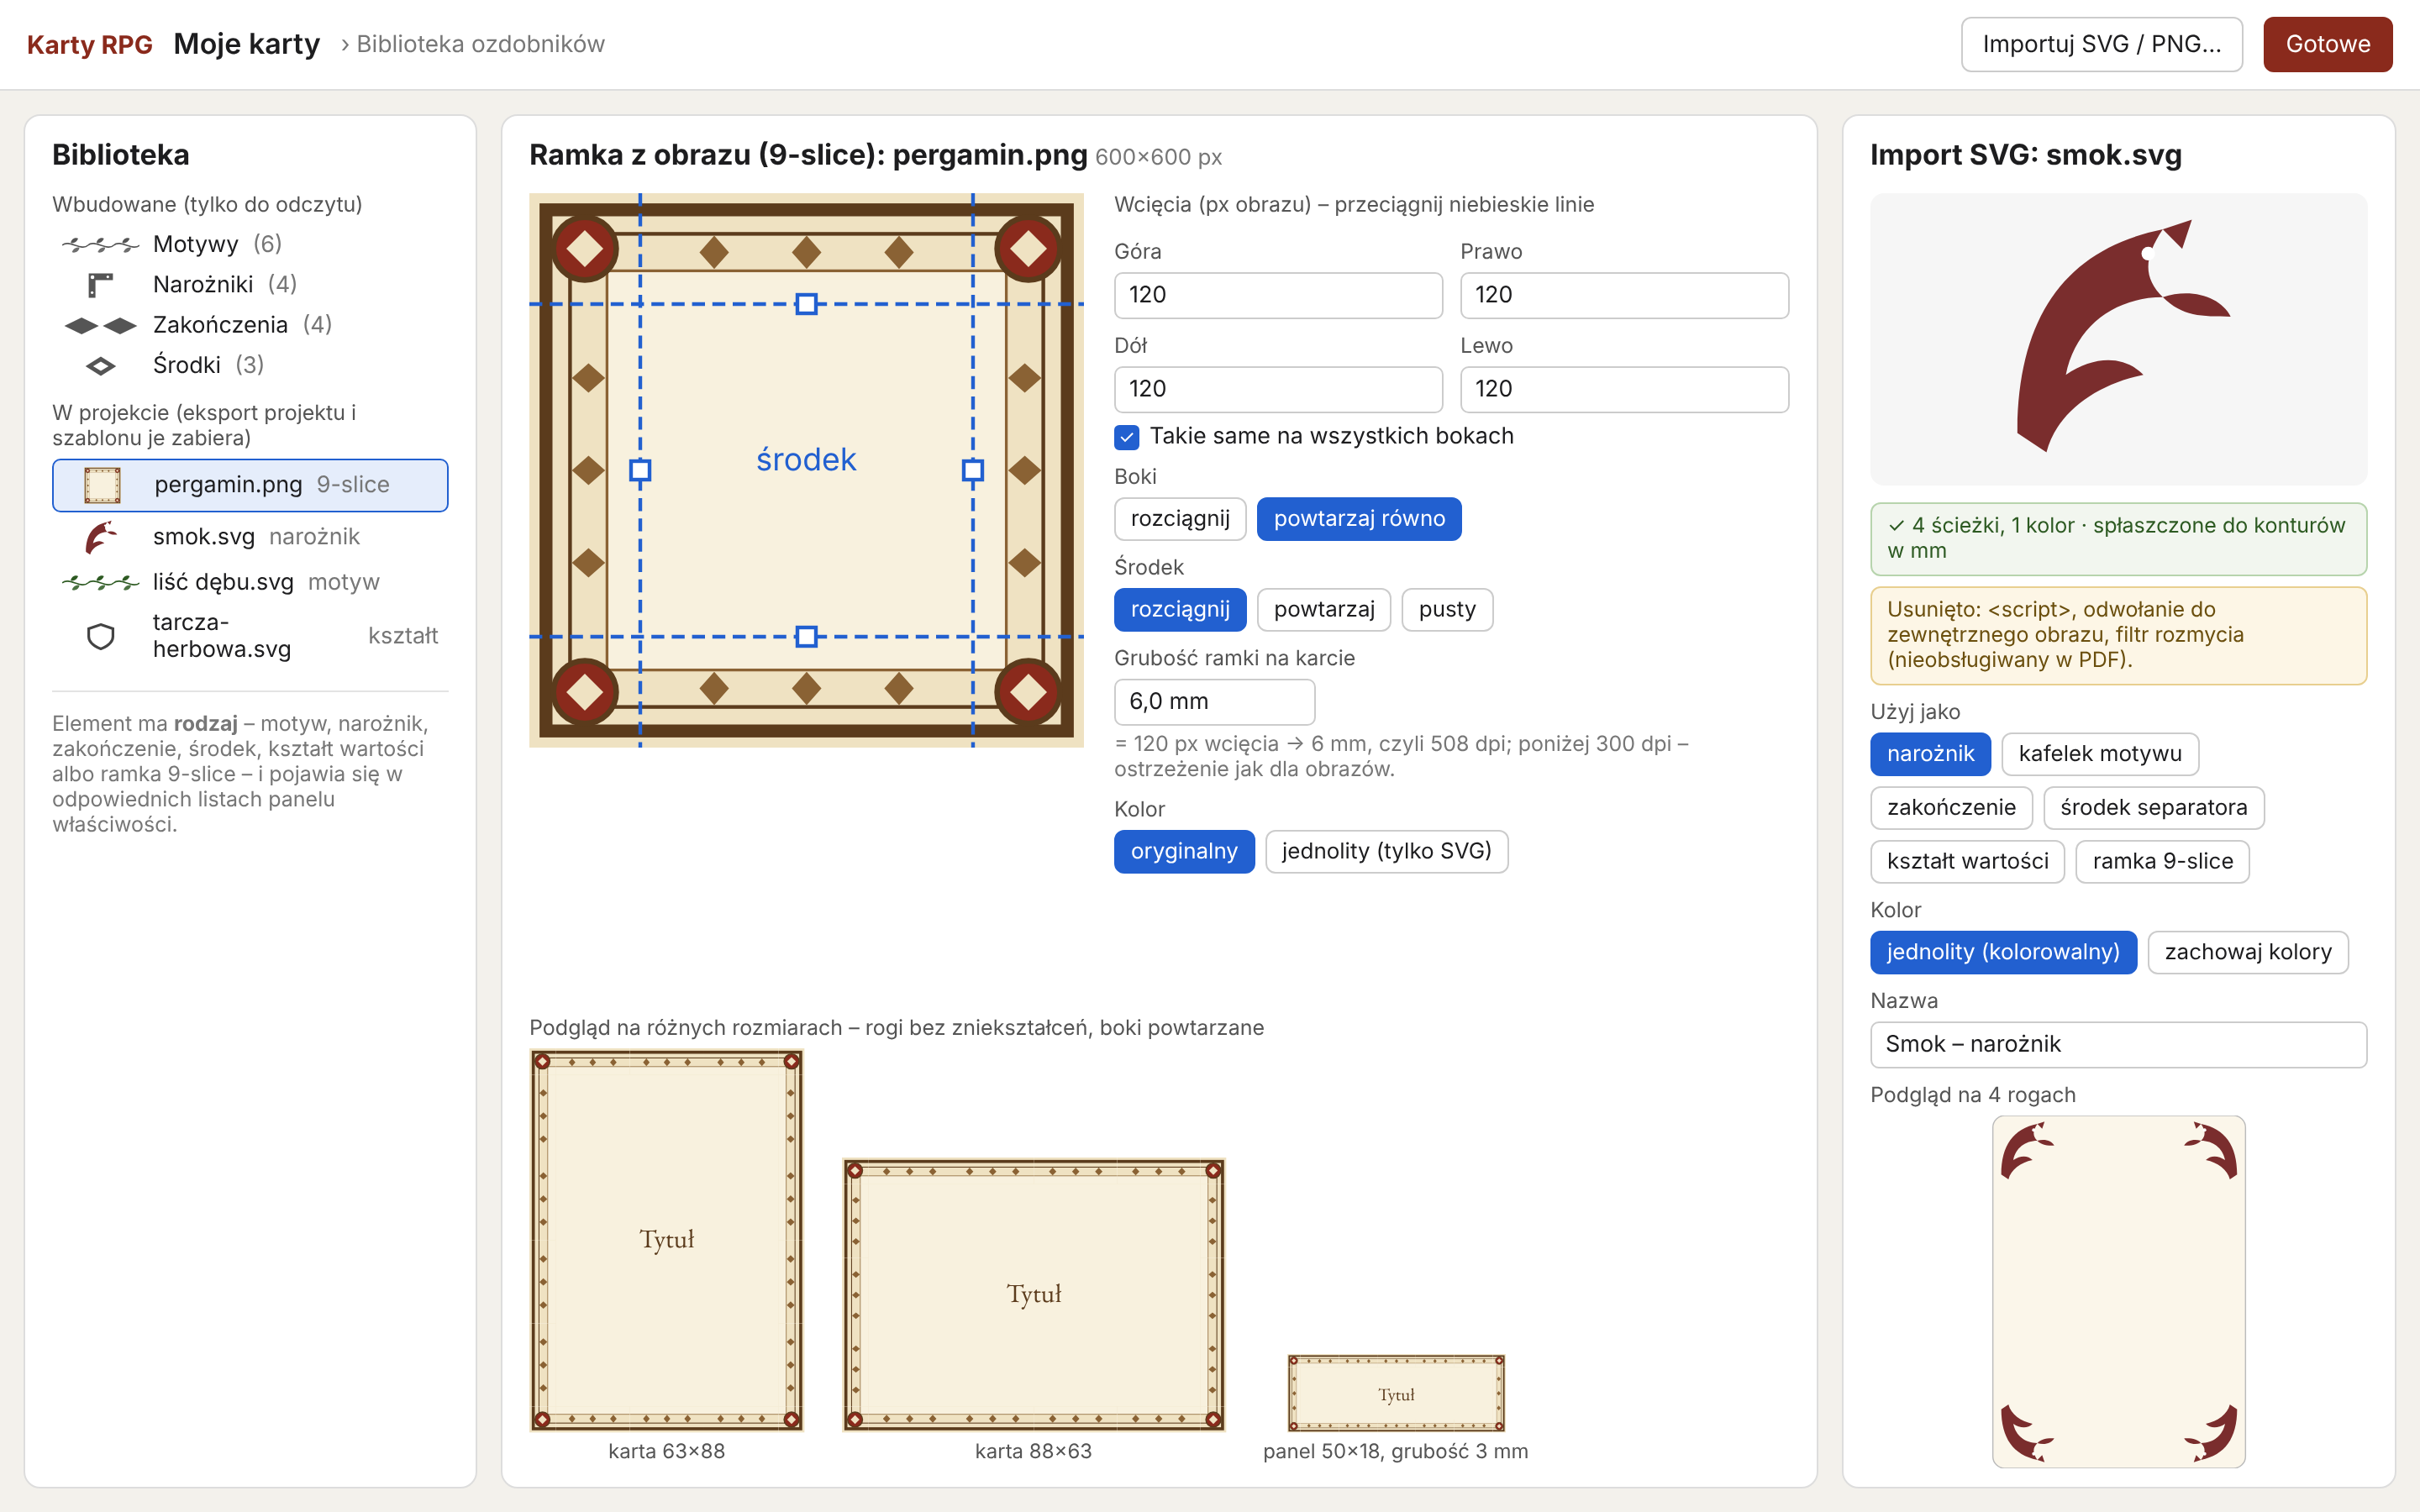 Karty RPG
Moje karty
› Biblioteka ozdobników
Importuj SVG / PNG...
Gotowe
Biblioteka
Wbudowane (tylko do odczytu)
Motywy (6)
Narożniki (4)
Zakończenia (4)
Środki (3)
W projekcie (eksport projektu i
szablonu je zabiera)
pergamin.png 9-slice
smok.svg narożnik
liść dębu.svg motyw
tarcza-
herbowa.svg kształt
Element ma rodzaj – motyw, narożnik,
zakończenie, środek, kształt wartości
albo ramka 9-slice – i pojawia się w
odpowiednich listach panelu
właściwości.
Ramka z obrazu (9-slice): pergamin.png 600×600 px
środek
Wcięcia (px obrazu) – przeciągnij niebieskie linie
Góra
Prawo
120
120
Dół
Lewo
120
120
Takie same na wszystkich bokach
Boki
rozciągnij
powtarzaj równo
Środek
rozciągnij
powtarzaj
pusty
Grubość ramki na karcie
6,0 mm
= 120 px wcięcia → 6 mm, czyli 508 dpi; poniżej 300 dpi –
ostrzeżenie jak dla obrazów.
Kolor
oryginalny
jednolity (tylko SVG)
Podgląd na różnych rozmiarach – rogi bez zniekształceń, boki powtarzane
Tytuł
Tytuł
Tytuł
karta 63×88
karta 88×63
panel 50×18, grubość 3 mm
Import SVG: smok.svg
✓ 4 ścieżki, 1 kolor · spłaszczone do konturów
w mm
Usunięto: <script>, odwołanie do
zewnętrznego obrazu, filtr rozmycia
(nieobsługiwany w PDF).
Użyj jako
narożnik
kafelek motywu
zakończenie
środek separatora
kształt wartości
ramka 9-slice
Kolor
jednolity (kolorowalny)
zachowaj kolory
Nazwa
Smok – narożnik
Podgląd na 4 rogach